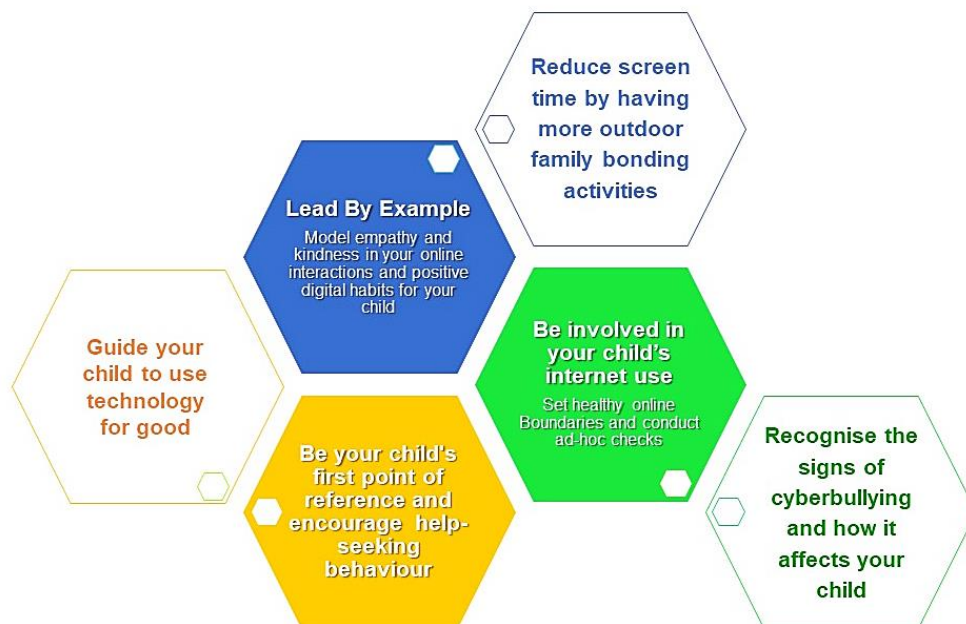 Reduce screen
time by having
more outdoor
family bonding
activities
Lead By Example
Model empathy and
kindness in your online
interactions and positive
digital habits for your
child
Guide your
child to use
technology
for good
Be involved in
your child's
internet use
Set healthy online
Boundaries and conduct
ad-hoc checks
Be your child's
first point of
reference and
encourage help-
seeking
behaviour
Recognise the
signs of
cyberbullying
and how it
affects your
child